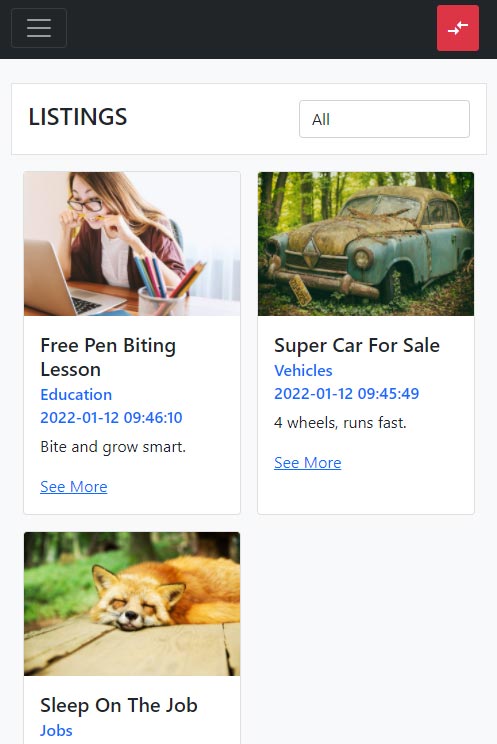 LISTINGS
All
Free Pen Biting
Lesson
Education
2022-01-12 09:46:10
Bite and grow smart.
See More
Super Car For Sale
Vehicles
2022-01-12 09:45:49
4 wheels, runs fast.
See More
Sleep On The Job
Jobs